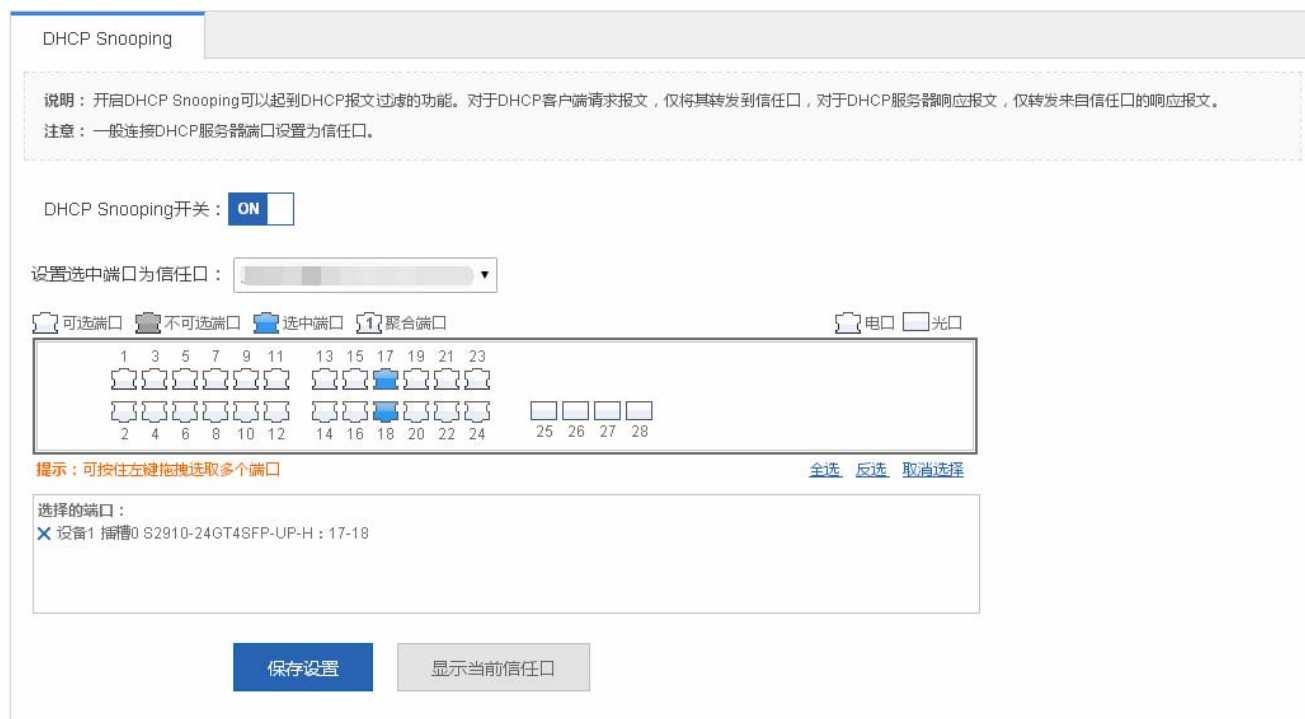 DHCP Snooping
说明：开启DHCP Snooping可以起到DHCP报文过滤的功能。对于DHCP客户端请求报文，仅将其转发到信任口，对于DHCP服务器响应报文，仅转发来自信任口的响应报文。
注意：一般连接DHCP服务器端口设置为信任口。
DHCP Snooping开关：ON
设置选中端口为信任口：
可选端口 不可选端口 选中端口 1 聚合端口 电口 光口
1 3 5 7 9 11 13 15 17 19 21 23
2 4 6 8 10 12 14 16 18 20 22 24 25 26 27 28
提示：可按住左键拖拽选取多个端口 全选 反选 取消选择
选择的端口：
设备1 插槽0 S2910-24GT4SFP-UP-H：17-18
保存设置 显示当前信任口